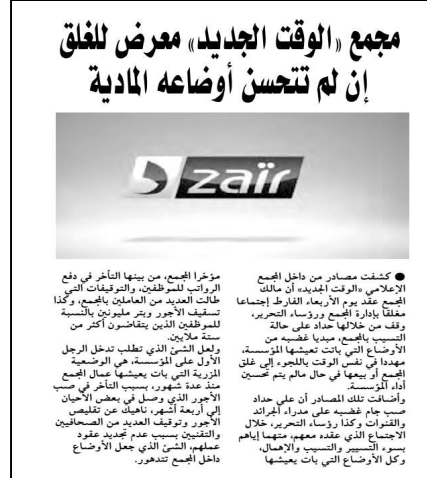 مجمع «الوقت الجديد» معرض للغلق
إن لم تتحسن أوضاعه المادية
zaïr
● كشفت مصادر من داخل المجمع
الإعلامي «الوقت الجديد» أن مالك
المجمع عقد يوم الأربعاء الفارط إجتماعا
مغلقا بإدارة المجمع ورؤساء التحرير،
وقف من خلالها حداد على حالة
التسيب بالمجمع، مبديا غضبه من
الأوضاع التي باتت تعيشها المؤسسة،
مهددا في نفس الوقت باللجوء إلى غلق
المجمع أو بيعها في حال مالم يتم تحسين
أداء المؤسسة.
وأضافت تلك المصادر أن علي حداد
صب جام غضبه على مدراء الجرائد
والقنوات وكذا رؤساء التحرير، خلال
الاجتماع الذي عقده معهم، متهما إياهم
بسوء التسيير والتسيب والإهمال،
وكل الأوضاع التي بات يعيشها
مؤخرا المجمع، من بينها التأخر في دفع
الرواتب للموظفين، والتوقيفات التي
طالت العديد من العاملين بالمجمع، وكذا
تسقيف الأجور وبتر مليونين بالنسبة
للموظفين الذين يتقاضون أكثر من
ستة ملايين.
ولعل الشئ الذي تطلب تدخل الرجل
الأول على المؤسسة، هي الوضعية
المزرية التي بات يعيشها عمال المجمع
منذ عدة شهور، بسبب التأخر في صب
الأجور الذي وصل في بعض الأحيان
إلى أربعة أشهر، ناهيك عن تقليص
الأجور وتوقيف العديد من الصحافيين
والتقنيين بسبب عدم تجديد عقود
عملهم، الشئ الذي جعل الأوضاع
داخل المجمع تتدهور.